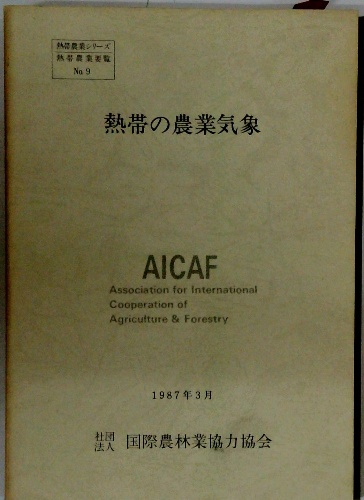 熱帯農業シリーズ
熱帯農業要覧
No.9
熱帯の農業気象
AICAF
Association for International
Cooperation of
Agriculture & Forestry
1987年3月
社団法人 国際農林業協力協会